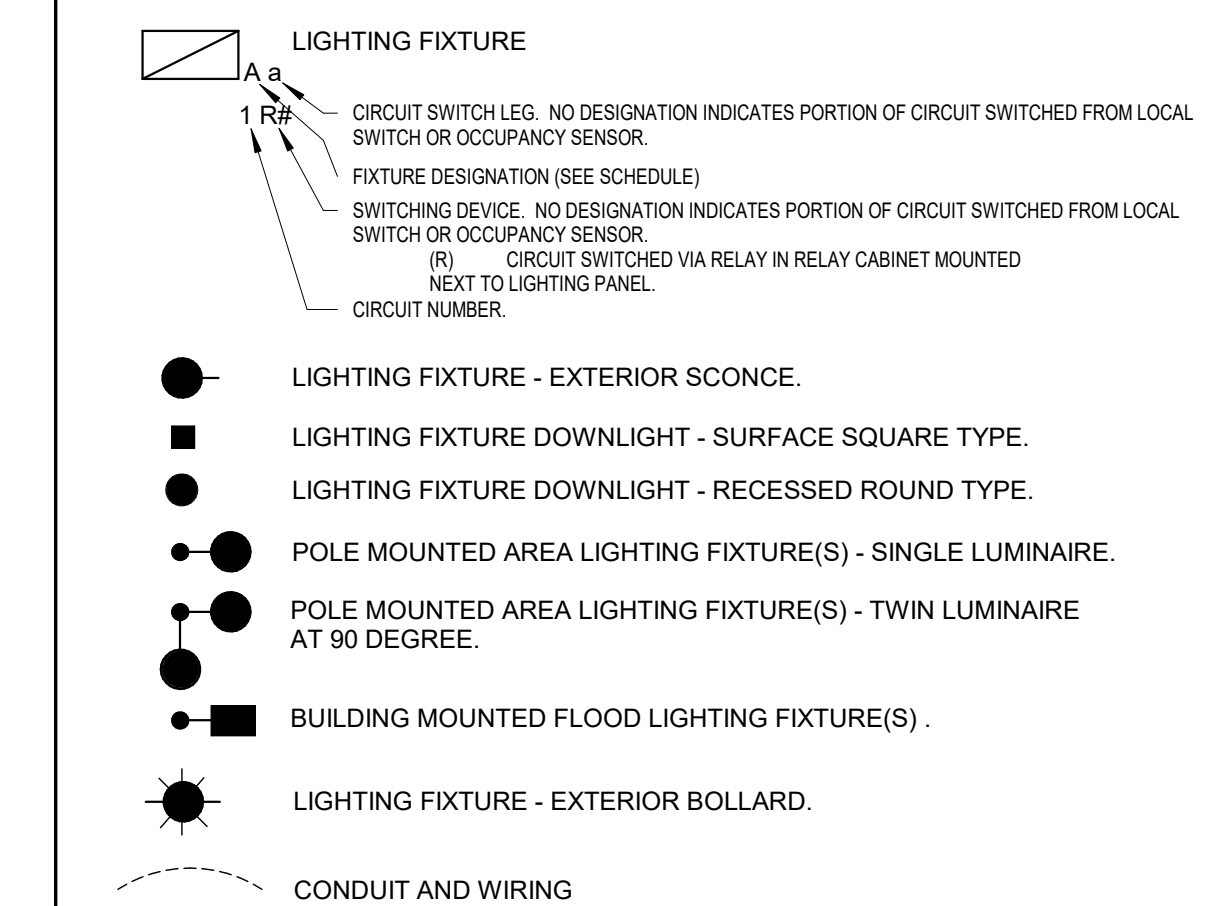 LIGHTING FIXTURE
A a
1 R#
CIRCUIT SWITCH LEG. NO DESIGNATION INDICATES PORTION OF CIRCUIT SWITCHED FROM LOCAL
SWITCH OR OCCUPANCY SENSOR.
FIXTURE DESIGNATION (SEE SCHEDULE)
SWITCHING DEVICE. NO DESIGNATION INDICATES PORTION OF CIRCUIT SWITCHED FROM LOCAL
SWITCH OR OCCUPANCY SENSOR.
(R) CIRCUIT SWITCHED VIA RELAY IN RELAY CABINET MOUNTED
NEXT TO LIGHTING PANEL.
CIRCUIT NUMBER.
LIGHTING FIXTURE - EXTERIOR SCONCE.
LIGHTING FIXTURE DOWNLIGHT - SURFACE SQUARE TYPE.
LIGHTING FIXTURE DOWNLIGHT - RECESSED ROUND TYPE.
POLE MOUNTED AREA LIGHTING FIXTURE(S) - SINGLE LUMINAIRE.
POLE MOUNTED AREA LIGHTING FIXTURE(S) - TWIN LUMINAIRE
AT 90 DEGREE.
BUILDING MOUNTED FLOOD LIGHTING FIXTURE(S) .
LIGHTING FIXTURE - EXTERIOR BOLLARD.
CONDUIT AND WIRING